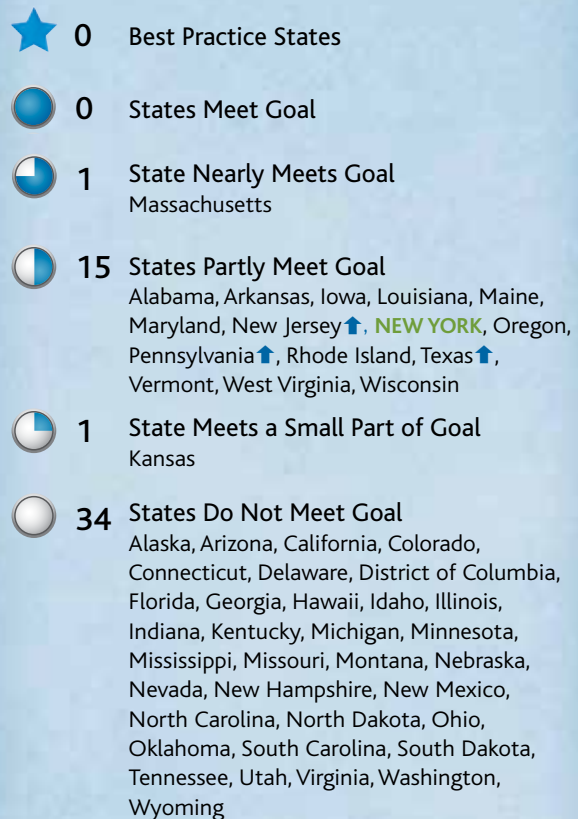 0 Best Practice States
0 States Meet Goal
1 State Nearly Meets Goal
Massachusetts
15 States Partly Meet Goal
Alabama, Arkansas, Iowa, Louisiana, Maine,
Maryland, New Jersey⬆, NEW YORK, Oregon,
Pennsylvania⬆, Rhode Island, Texas⬆,
Vermont, West Virginia, Wisconsin
1 State Meets a Small Part of Goal
Kansas
34 States Do Not Meet Goal
Alaska, Arizona, California, Colorado,
Connecticut, Delaware, District of Columbia,
Florida, Georgia, Hawaii, Idaho, Illinois,
Indiana, Kentucky, Michigan, Minnesota,
Mississippi, Missouri, Montana, Nebraska,
Nevada, New Hampshire, New Mexico,
North Carolina, North Dakota, Ohio,
Oklahoma, South Carolina, South Dakota,
Tennessee, Utah, Virginia, Washington,
Wyoming